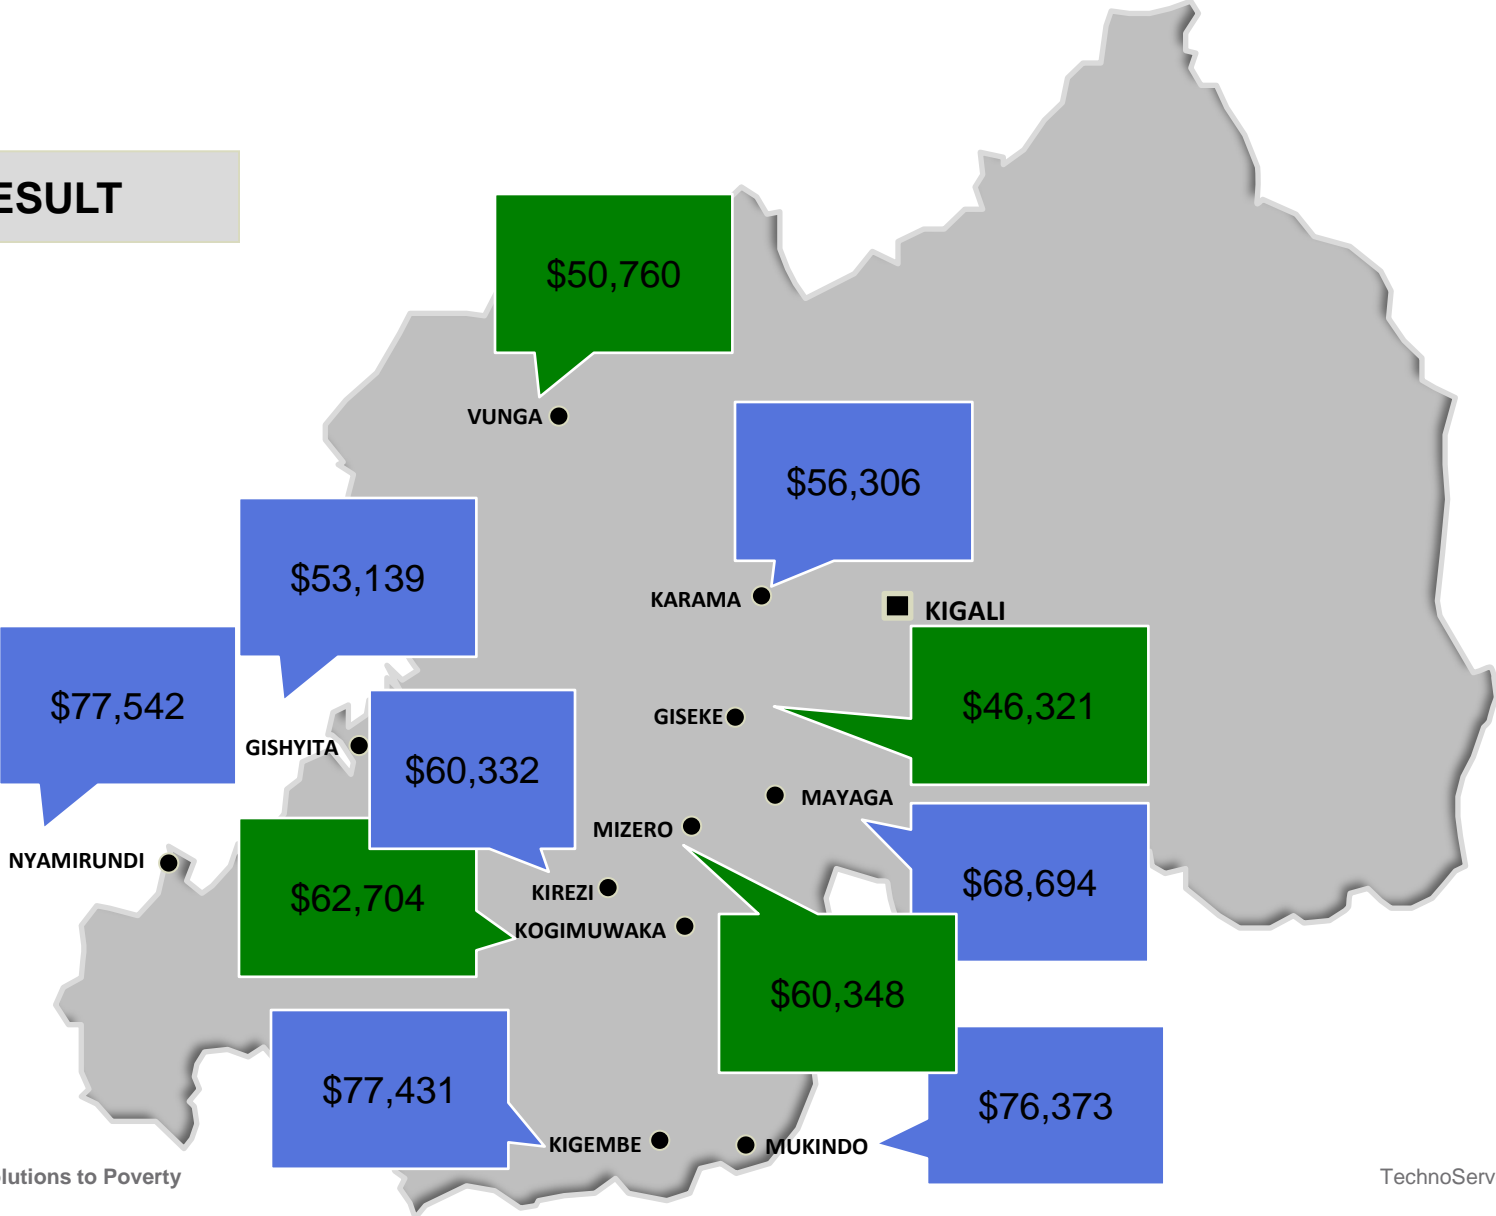 ESULT
$50,760
VUNGA
$56,306
$53,139
KARAMA
KIGALI
$77,542
$46,321
GISEKE
GISHYITA
$60,332
MAYAGA
MIZERO
NYAMIRUNDI
$62,704
KIREZI
$68,694
KOGIMUWAKA
$60,348
$77,431
$76,373
KIGEMBE
MUKINDO
lutions to Poverty
TechnoServ